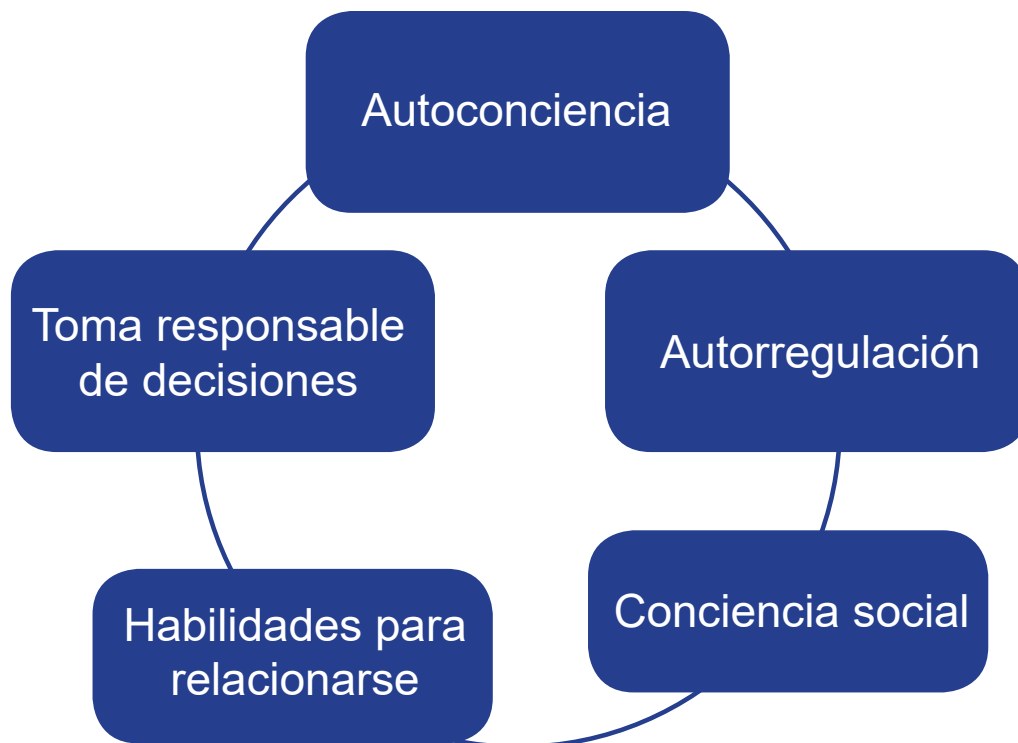 Autoconciencia
Toma responsable
de decisiones
Autorregulación
Habilidades para
relacionarse
Conciencia social